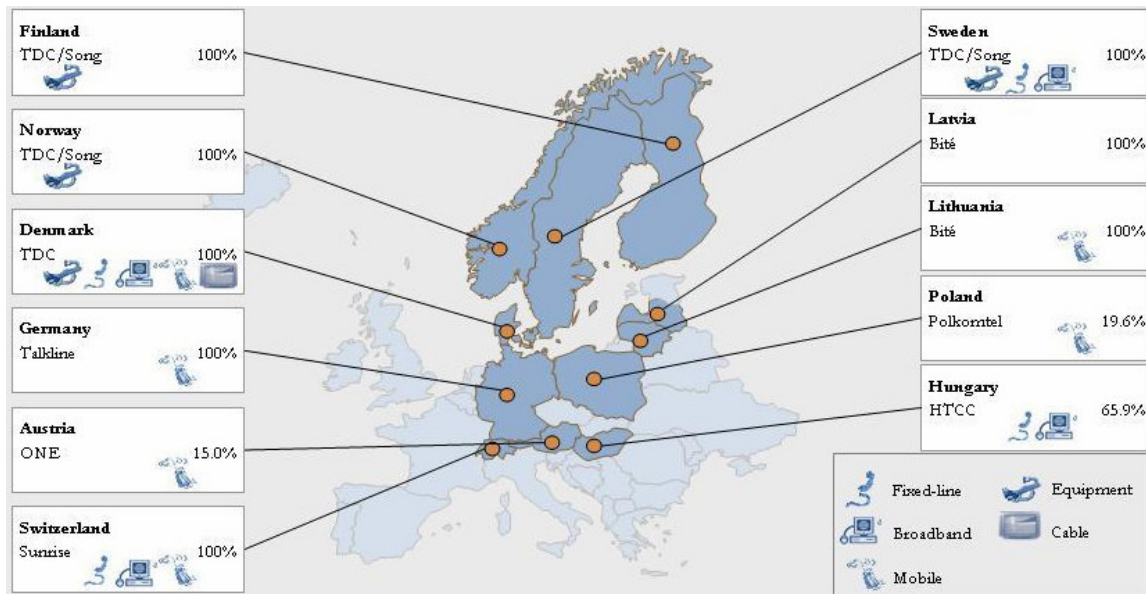 Finland
TDC/Song 100%
Norway
TDC/Song 100%
Denmark
TDC 100%
Germany
Talkline 100%
Austria
ONE 15.0%
Switzerland
Sunrise 100%
Sweden
TDC/Song 100%
Latvia
Bité 100%
Lithuania
Bité 100%
Poland
Polkomtel 19.6%
Hungary
HTCC 65.9%
Fixed-line Equipment
Broadband Cable
Mobile